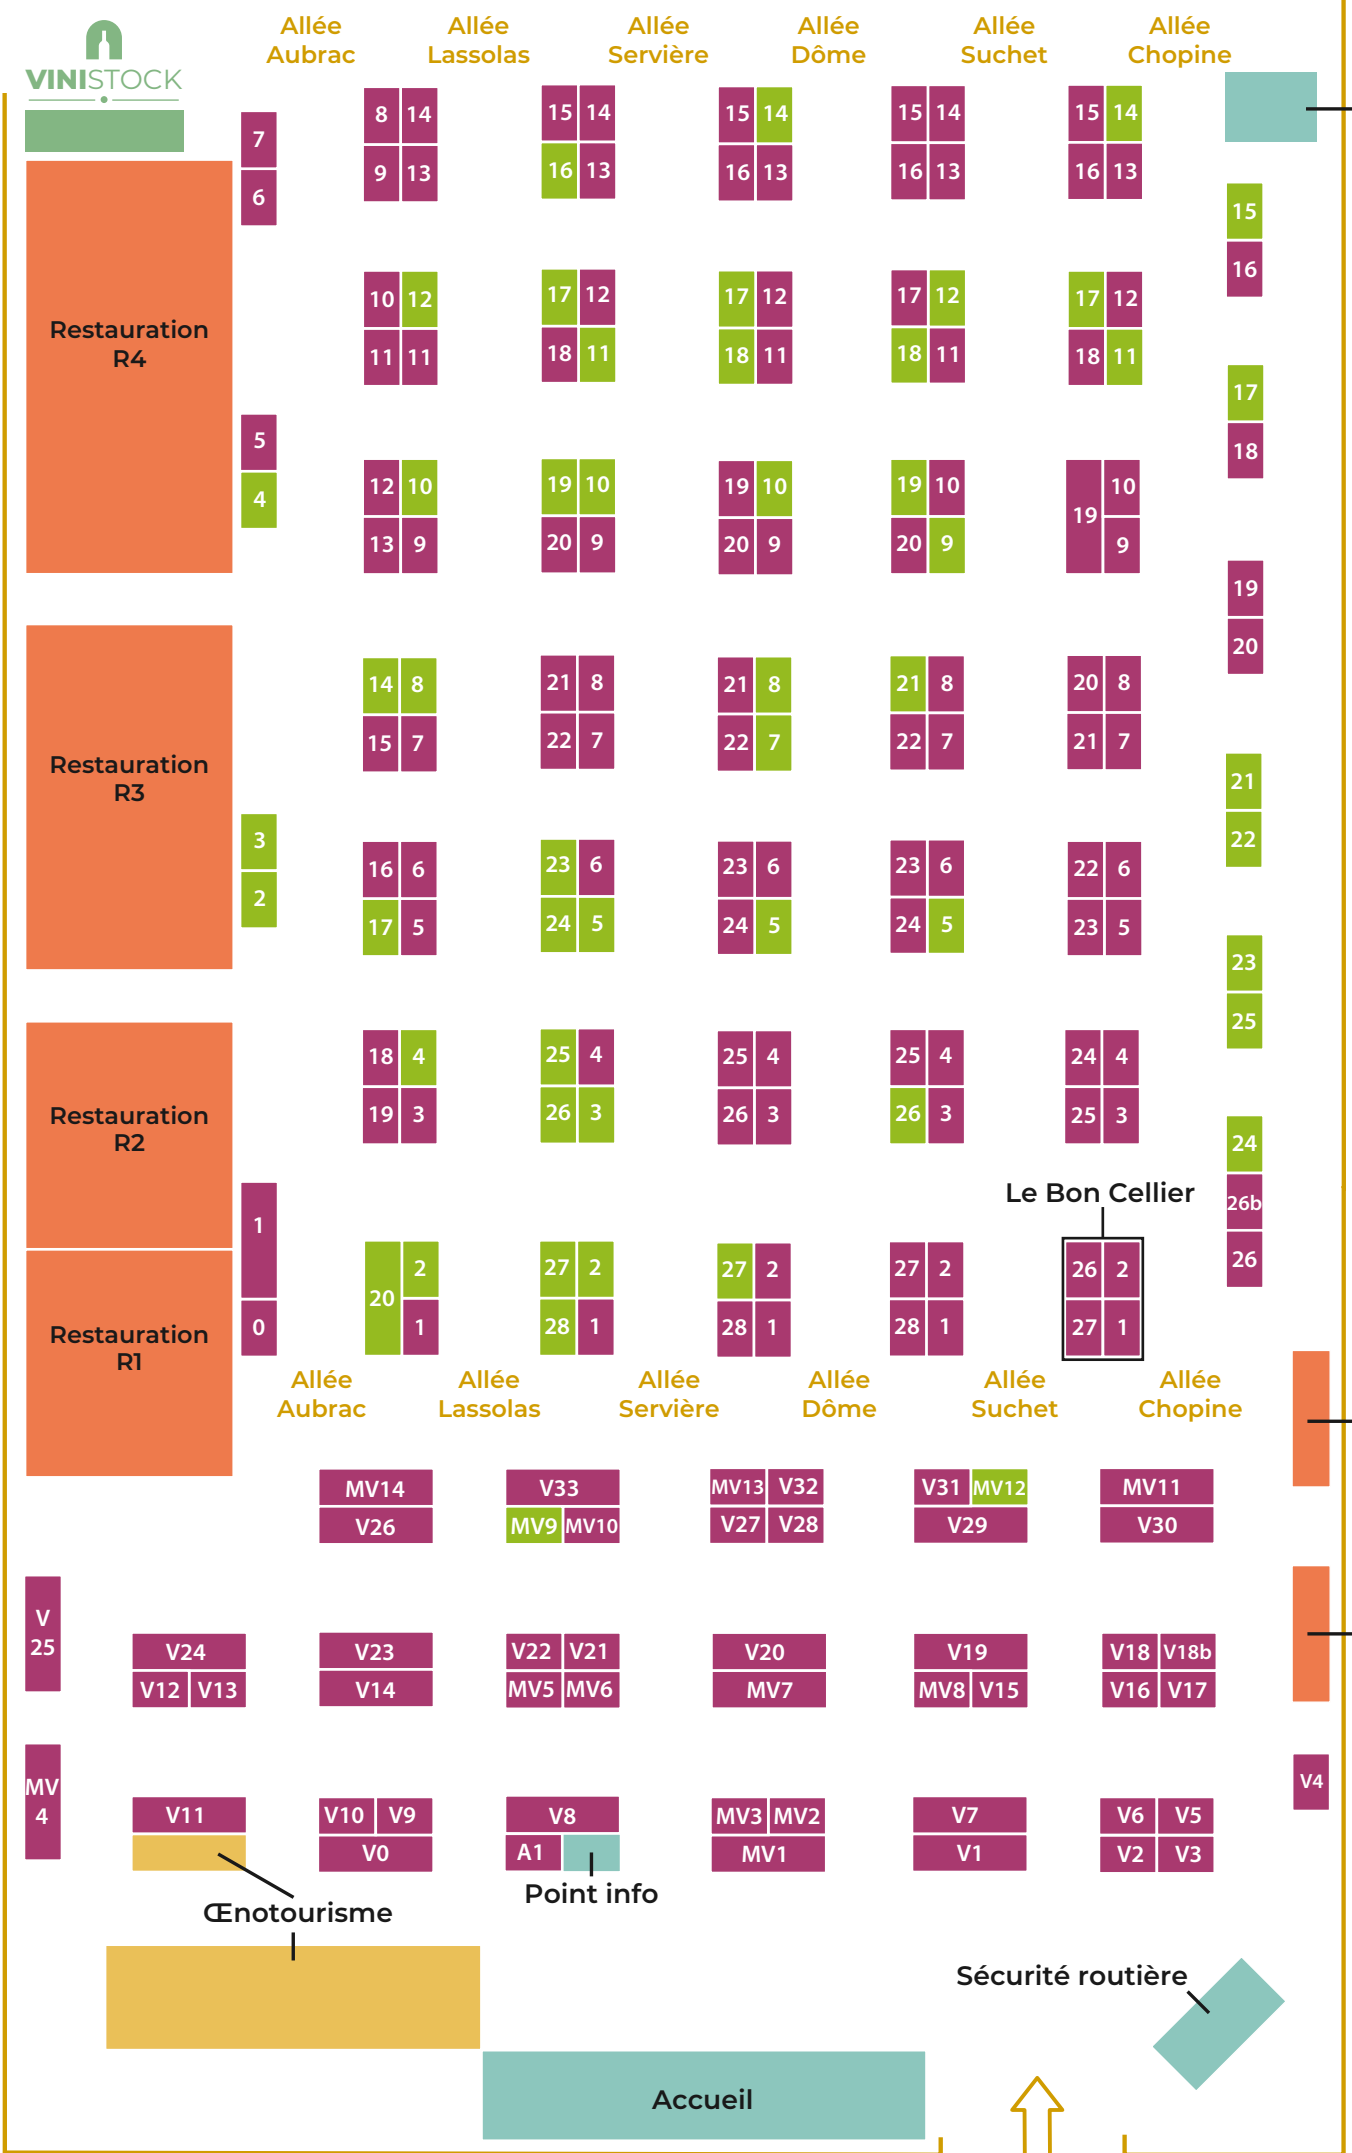 VINISTOCK
Allée
Aubrac
Allée
Lassolas
Allée
Servière
Allée
Dôme
Allée
Suchet
Allée
Chopine
8 14 15 14 15 14 15 14 15 14
7
9 13 16 13 16 13 16 13 16 13
6
15
16
10 12 17 12 17 12 17 12 17 12
11 11 18 11 18 11 18 11 18 11
Restauration
R4
17
18
5
4
12 10 19 10 19 10 19 10 19 10
13 9 20 9 20 9 20 9 9
19
20
14 8 21 8 21 8 21 8 20 8
15 7 22 7 22 7 22 7 21 7
Restauration
R3
21
22
3
2
16 6 23 6 23 6 23 6 22 6
17 5 24 5 24 5 24 5 23 5
23
25
18 4 25 4 25 4 25 4 24 4
19 3 26 3 26 3 26 3 25 3
Restauration
R2
24
26b
26
Le Bon Cellier
1
0
20 2 27 2 27 2 27 2 26 2
1 28 1 28 1 28 1 27 1
Restauration
R1
Allée
Aubrac
Allée
Lassolas
Allée
Servière
Allée
Dôme
Allée
Suchet
Allée
Chopine
MV14 V33 MV13 V32 V31 MV12 MV11
V26 MV9 MV10 V27 V28 V29 V30
V
25
V24 V23 V22 V21 V20 V19 V18 V18b
V12 V13 V14 MV5 MV6 MV7 MV8 V15 V16 V17
MV
4
V4
V11 V10 V9 V8 MV3 MV2 V7 V6 V5
V0 A1 MV1 V1 V2 V3
Point info
Œnotourisme
Sécurité routière
Accueil